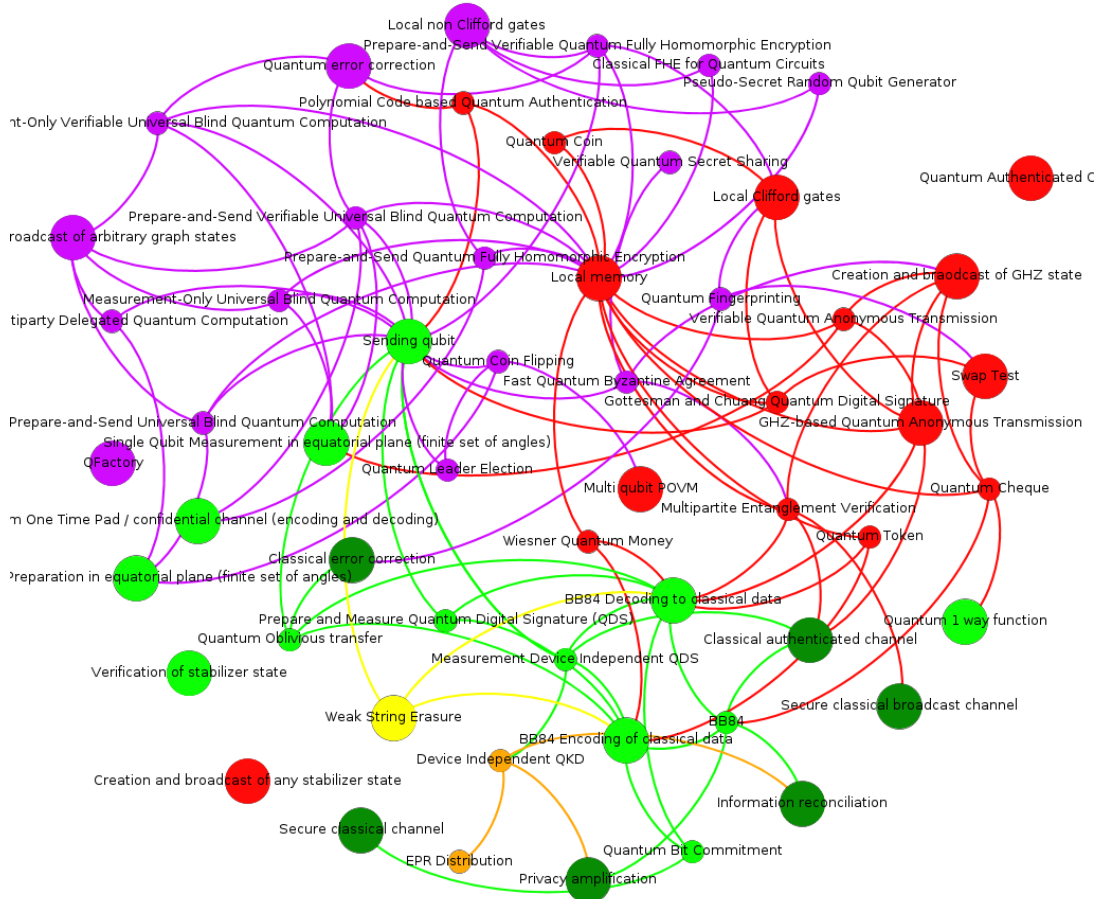 Local non Clifford gates
Prepare-and-Send Verifiable Quantum Fully Homomorphic Encryption
Quantum error correction
Classical FHE for Quantum Circuits
Pseudo-Secret Random Qubit Generator
Polynomial Code based Quantum Authentication
nt-Only Verifiable Universal Blind Quantum Computation
Quantum Coin
Verifiable Quantum Secret Sharing
Quantum Authenticated C
Local Clifford gates
Prepare-and-Send Verifiable Universal Blind Quantum Computation
roadcast of arbitrary graph states
Prepare-and-Send Quantum Fully Homomorphic Encryption
Local memory
Creation and braodcast of GHZ state
Measurement-Only Universal Blind Quantum Computation
Quantum Fingerprinting
tiparty Delegated Quantum Computation
Verifiable Quantum Anonymous Transmission
Sending qubit
Quantum Coin Flipping
Fast Quantum Byzantine Agreement
Swap Test
Gottesman and Chuang Quantum Digital Signature
Prepare-and-Send Universal Blind Quantum Computation
GHZ-based Quantum Anonymous Transmission
Single Qubit Measurement in equatorial plane (finite set of angles)
QFactory
Quantum Leader Election
Multi qubit POVM
Quantum Cheque
Multipartite Entanglement Verification
m One Time Pad / confidential channel (encoding and decoding)
Quantum Token
Wiesner Quantum Money
Classical error correction
Preparation in equatorial plane (finite set of angles)
BB84 Decoding to classical data
Prepare and Measure Quantum Digital Signature (QDS)
Quantum 1 way function
Quantum Oblivious transfer
Classical authenticated channel
Measurement Device Independent QDS
Verification of stabilizer state
Secure classical broadcast channel
Weak String Erasure
BB84
BB84 Encoding of classical data
Device Independent QKD
Creation and broadcast of any stabilizer state
Information reconciliation
Secure classical channel
Quantum Bit Commitment
EPR Distribution
Privacy amplification